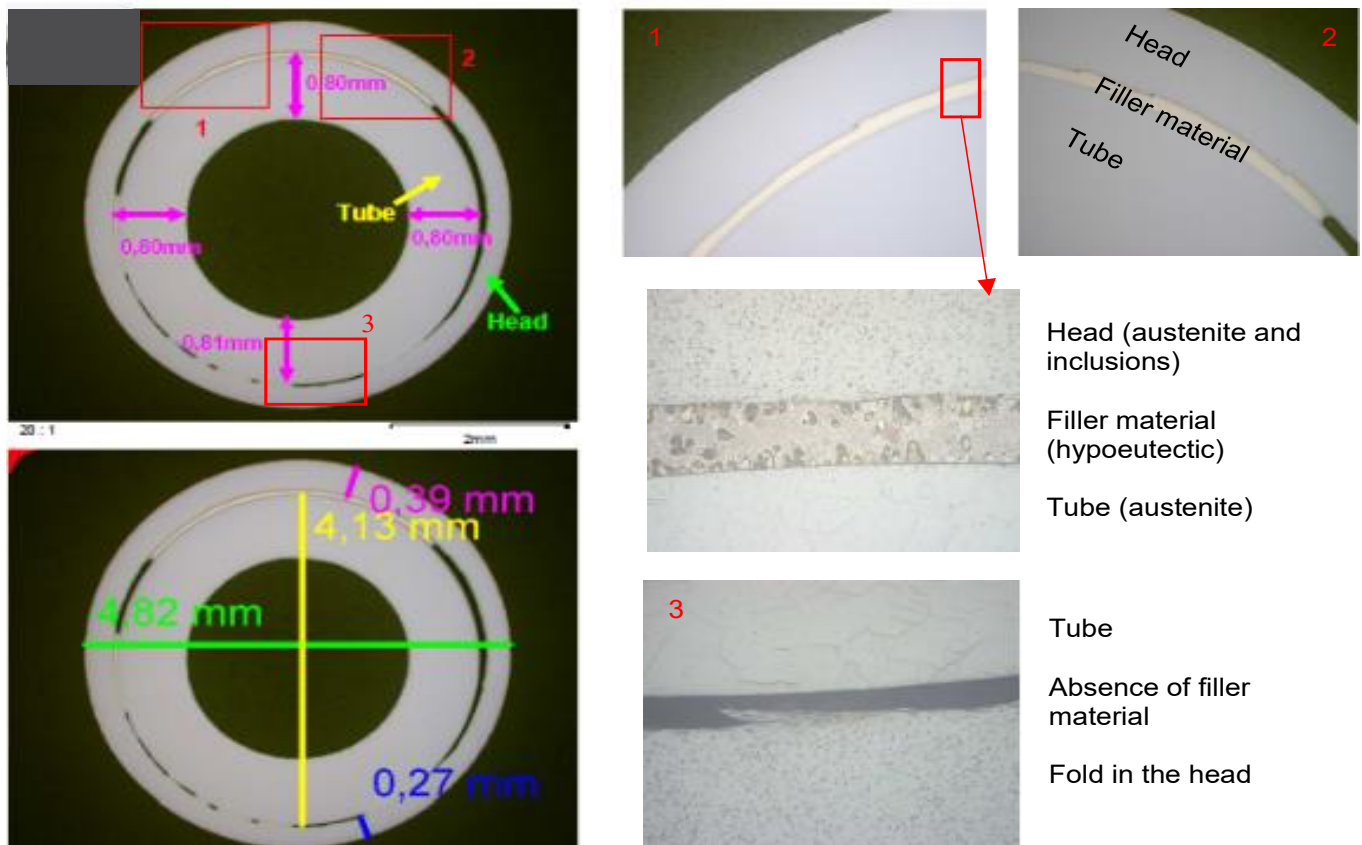 1
2
0,80mm
Tube
0,80mm
0,80mm
Head
0,81mm
3
20 : 1
2mm
0,39 mm
4,13 mm
4,82 mm
0,27 mm
1
2
Head
Filler material
Tube
Head (austenite and
inclusions)
Filler material
(hypoeutectic)
Tube (austenite)
3
Tube
Absence of filler
material
Fold in the head